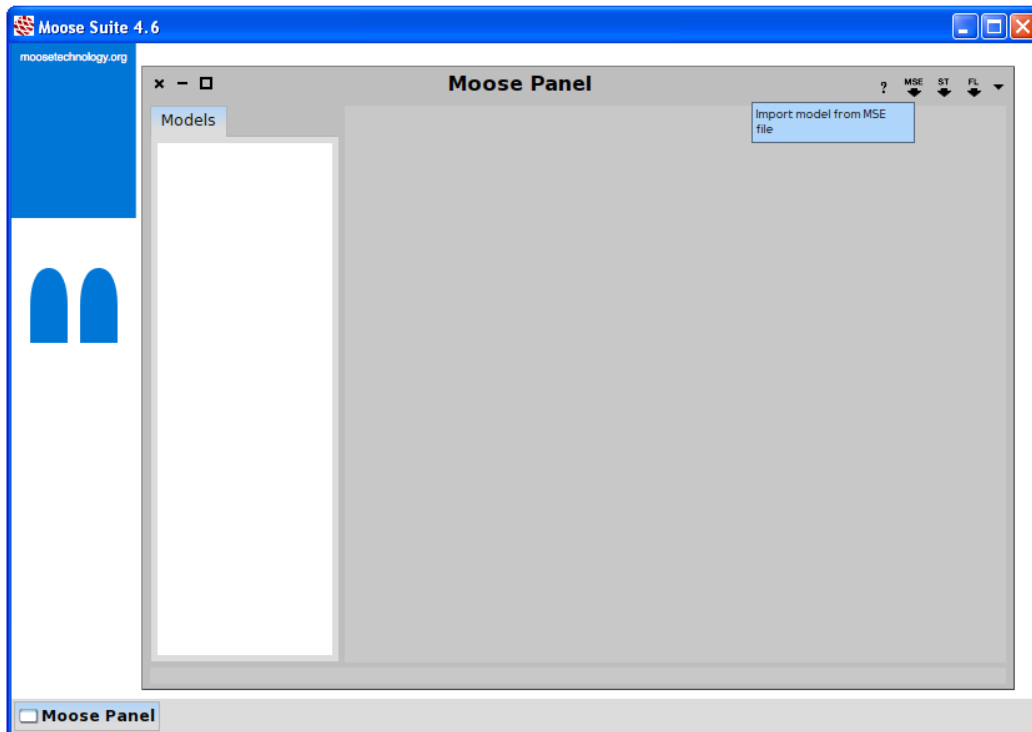 Moose Suite 4.6
moosetechnology.org
Moose Panel
? MSE ST FL
Models
Import model from MSE
file
Moose Panel